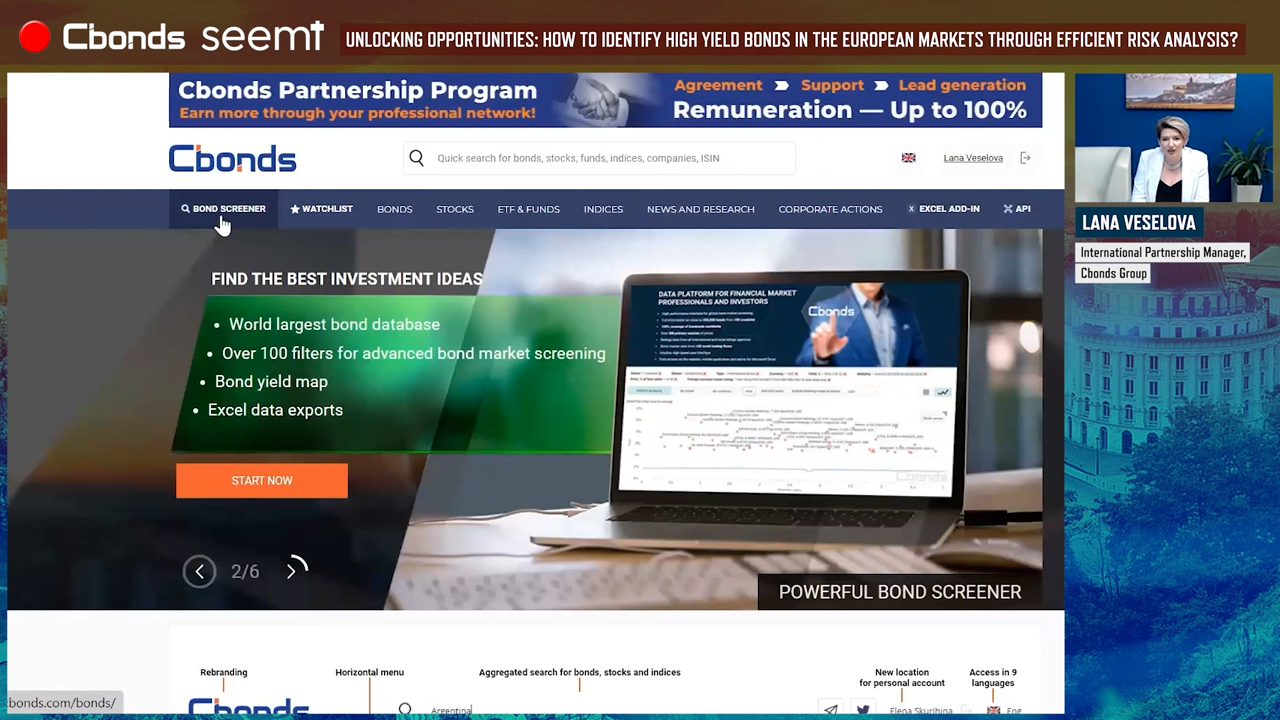 Cbonds seemt UNLOCKING OPPORTUNITIES: HOW TO IDENTIFY HIGH YIELD BONDS IN THE EUROPEAN MARKETS THROUGH EFFICIENT RISK ANALYSIS?
Cbonds Partnership Program
Earn more through your professional network!
Agreement Support Lead generation
Remuneration — Up to 100%
Cbonds
Quick search for bonds, stocks, funds, indices, companies, ISIN
Lana Veselova
BOND SCREENER WATCHLIST BONDS STOCKS ETF & FUNDS INDICES NEWS AND RESEARCH CORPORATE ACTIONS EXCEL ADD-IN API
LANA VESELOVA
International Partnership Manager,
Cbonds Group
FIND THE BEST INVESTMENT IDEAS
• World largest bond database
• Over 100 filters for advanced bond market screening
• Bond yield map
• Excel data exports
START NOW
2/6
DATA PLATFORM FOR FINANCIAL MARKET
PROFESSIONALS AND INVESTORS
Cbonds
POWERFUL BOND SCREENER
Rebranding
Horizontal menu
Aggregated search for bonds, stocks and indices
New location
for personal account
Access in 9
languages
Cbonds
Argentina
Elena Skurihina
Eng
bonds.com/bonds/